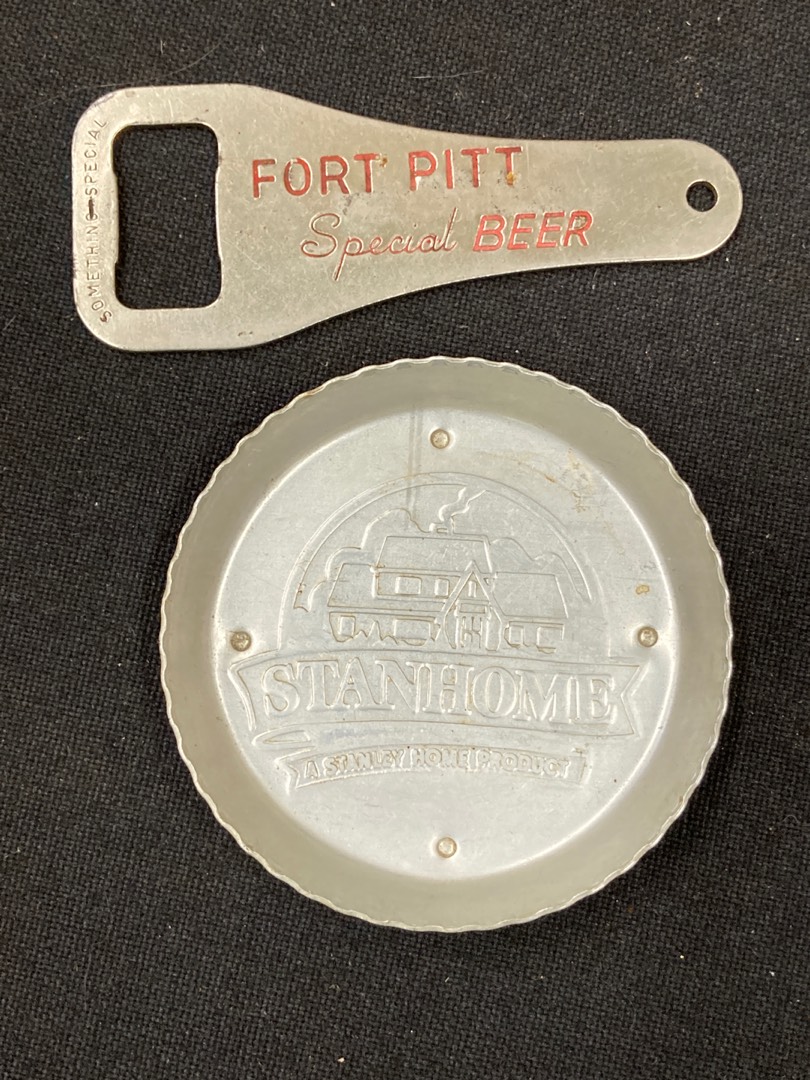 SOMETHING SPECIAL
FORT PITT
Special BEER
STANHOME
A STANLEY HOME PRODUCT